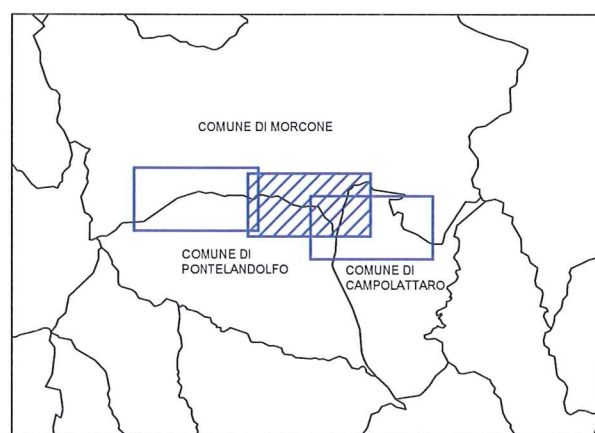 COMUNE DI MORCONE
COMUNE DI
PONTELANDOLFO
COMUNE DI
CAMPOLATTARO